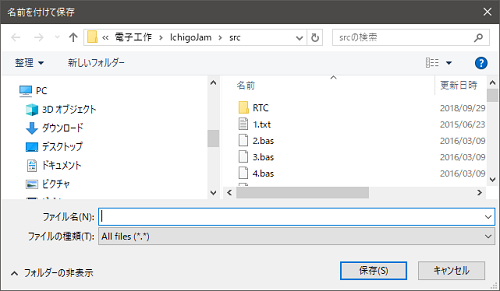 名前を付けて保存
« 電子工作 › IchigoJam › src
srcの検索
整理 新しいフォルダー
PC
3D オブジェクト
ダウンロード
デスクトップ
ドキュメント
ピクチャ
名前 更新日時
RTC 2018/09/29
1.txt 2015/06/23
2.bas 2016/03/09
3.bas 2016/03/09
4.bas 2016/03/09
ファイル名(N):
ファイルの種類(T): All files (*.*)
フォルダーの非表示
保存(S) キャンセル